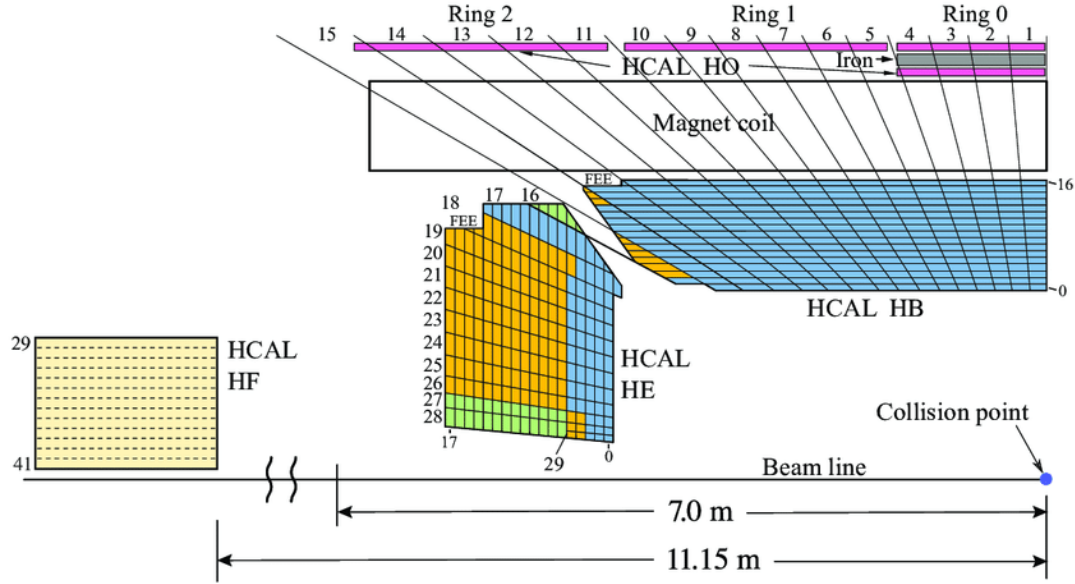 Ring 2 Ring 1 Ring 0
15 14 13 12 11 10 9 8 7 6 5 4 3 2 1
HCAL HO Iron
Magnet coil
FEE
16
18 17 16
FEE
19
20
21
22
23
24
25
26
27
28
17
29
0
0
HCAL HB
HCAL
HE
29
HCAL
HF
41
Collision point
Beam line
7.0 m
11.15 m